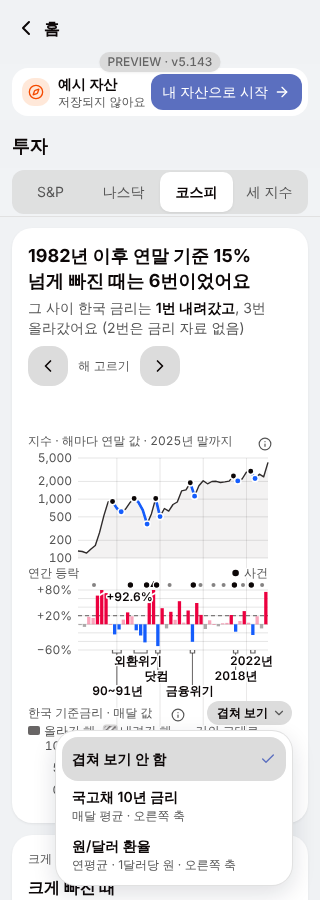 홈
PREVIEW · v5.143
예시 자산
저장되지 않아요
내 자산으로 시작
투자
S&P
나스닥
코스피
세 지수
1982년 이후 연말 기준 15%
넘게 빠진 때는 6번이었어요
그 사이 한국 금리는 1번 내려갔고, 3번
올라갔어요 (2번은 금리 자료 없음)
해 고르기
지수 · 해마다 연말 값 · 2025년 말까지
5,000
2,000
1,000
500
200
100
연간 등락
사건
+80%
+92.6%
+20%
−60%
외환위기
2022년
닷컴
2018년
90~91년
금융위기
한국 기준금리 · 매달 값
겹쳐 보기
겹쳐 보기 안 함
국고채 10년 금리
매달 평균 · 오른쪽 축
원/달러 환율
연평균 · 1달러당 원 · 오른쪽 축
크게
크게 빠진 때